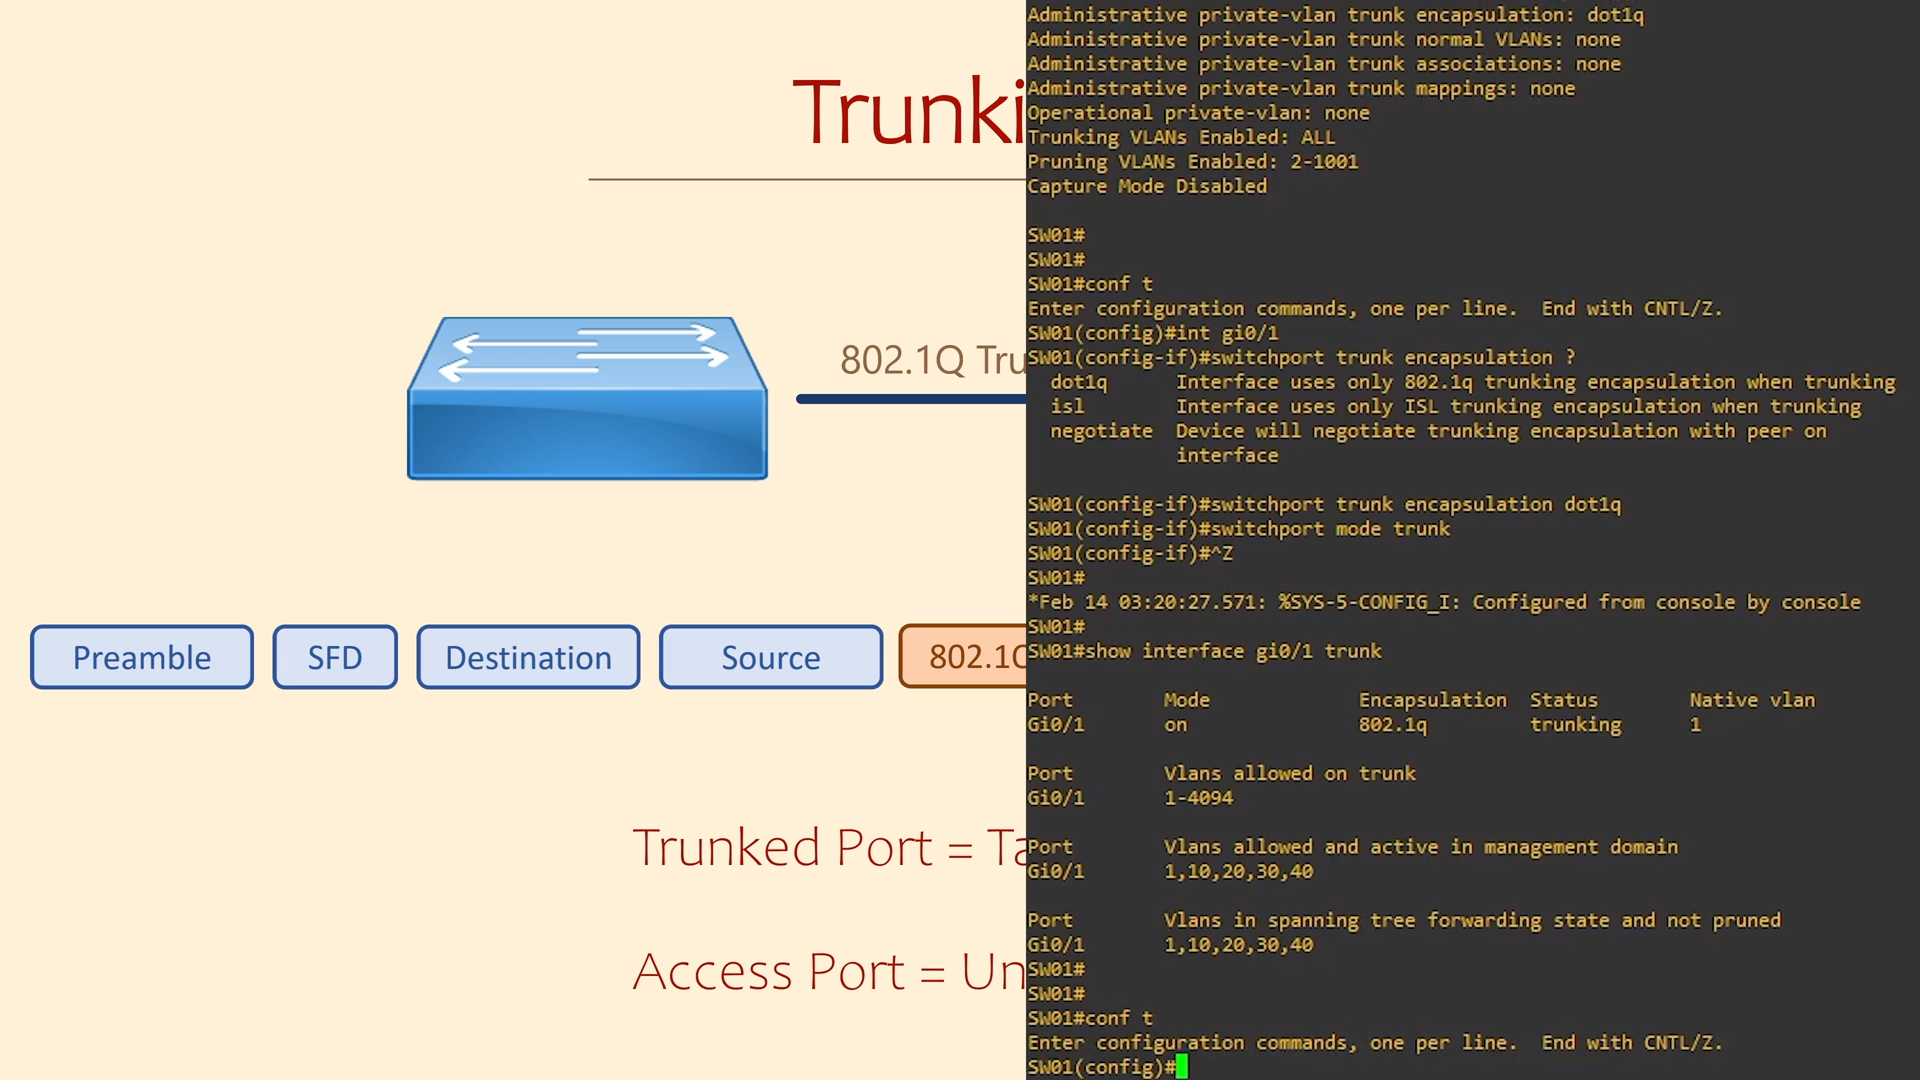 Trunki
802.1Q Tru
Preamble
SFD
Destination
Source
802.1Q
Trunked Port = Ta
Access Port = Un
Administrative private-vlan trunk encapsulation: dot1q
Administrative private-vlan trunk normal VLANs: none
Administrative private-vlan trunk associations: none
Administrative private-vlan trunk mappings: none
Operational private-vlan: none
Trunking VLANs Enabled: ALL
Pruning VLANs Enabled: 2-1001
Capture Mode Disabled
SW01#
SW01#
SW01#conf t
Enter configuration commands, one per line.  End with CNTL/Z.
SW01(config)#int gi0/1
SW01(config-if)#switchport trunk encapsulation ?
dot1q      Interface uses only 802.1q trunking encapsulation when trunking
isl        Interface uses only ISL trunking encapsulation when trunking
negotiate  Device will negotiate trunking encapsulation with peer on
interface
SW01(config-if)#switchport trunk encapsulation dot1q
SW01(config-if)#switchport mode trunk
SW01(config-if)#^Z
SW01#
*Feb 14 03:20:27.571: %SYS-5-CONFIG_I: Configured from console by console
SW01#
SW01#show interface gi0/1 trunk
Port        Mode             Encapsulation  Status        Native vlan
Gi0/1       on               802.1q         trunking      1
Port        Vlans allowed on trunk
Gi0/1       1-4094
Port        Vlans allowed and active in management domain
Gi0/1       1,10,20,30,40
Port        Vlans in spanning tree forwarding state and not pruned
Gi0/1       1,10,20,30,40
SW01#
SW01#
SW01#conf t
Enter configuration commands, one per line.  End with CNTL/Z.
SW01(config)#